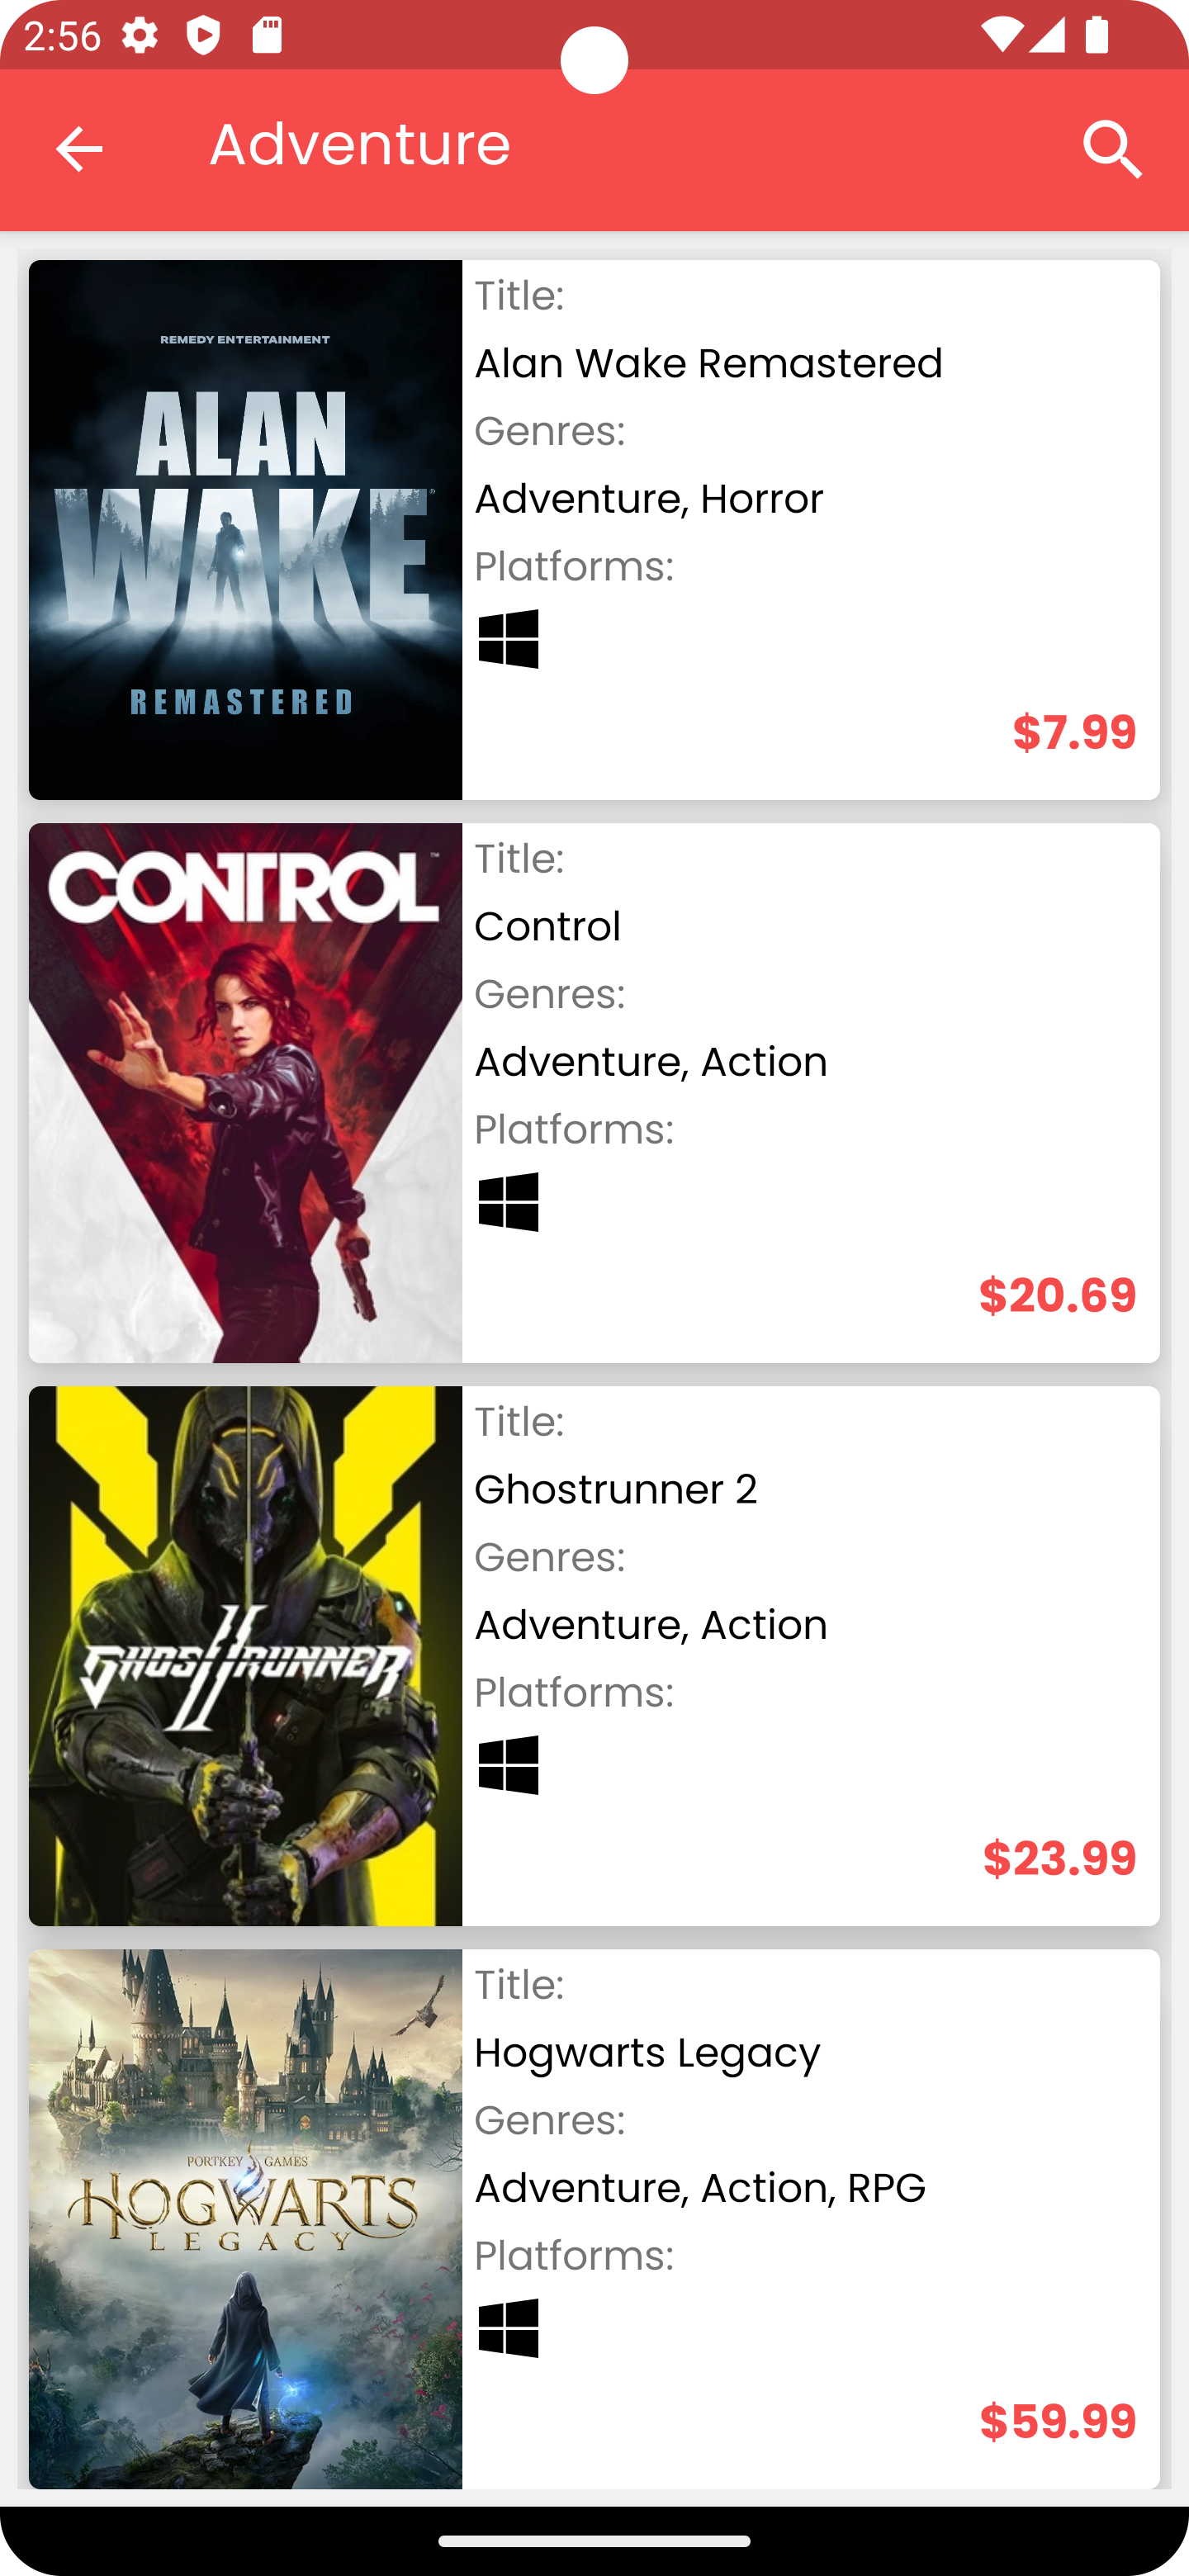 2:56
Adventure
REMEDY ENTERTAINMENT
ALAN
WAKE
REMASTERED
Title:
Alan Wake Remastered
Genres:
Adventure, Horror
Platforms:
$7.99
CONTROL™
Title:
Control
Genres:
Adventure, Action
Platforms:
$20.69
GHOSTRUNNER
II
Title:
Ghostrunner 2
Genres:
Adventure, Action
Platforms:
$23.99
PORTKEY GAMES
HOGWARTS
LEGACY
Title:
Hogwarts Legacy
Genres:
Adventure, Action, RPG
Platforms:
$59.99